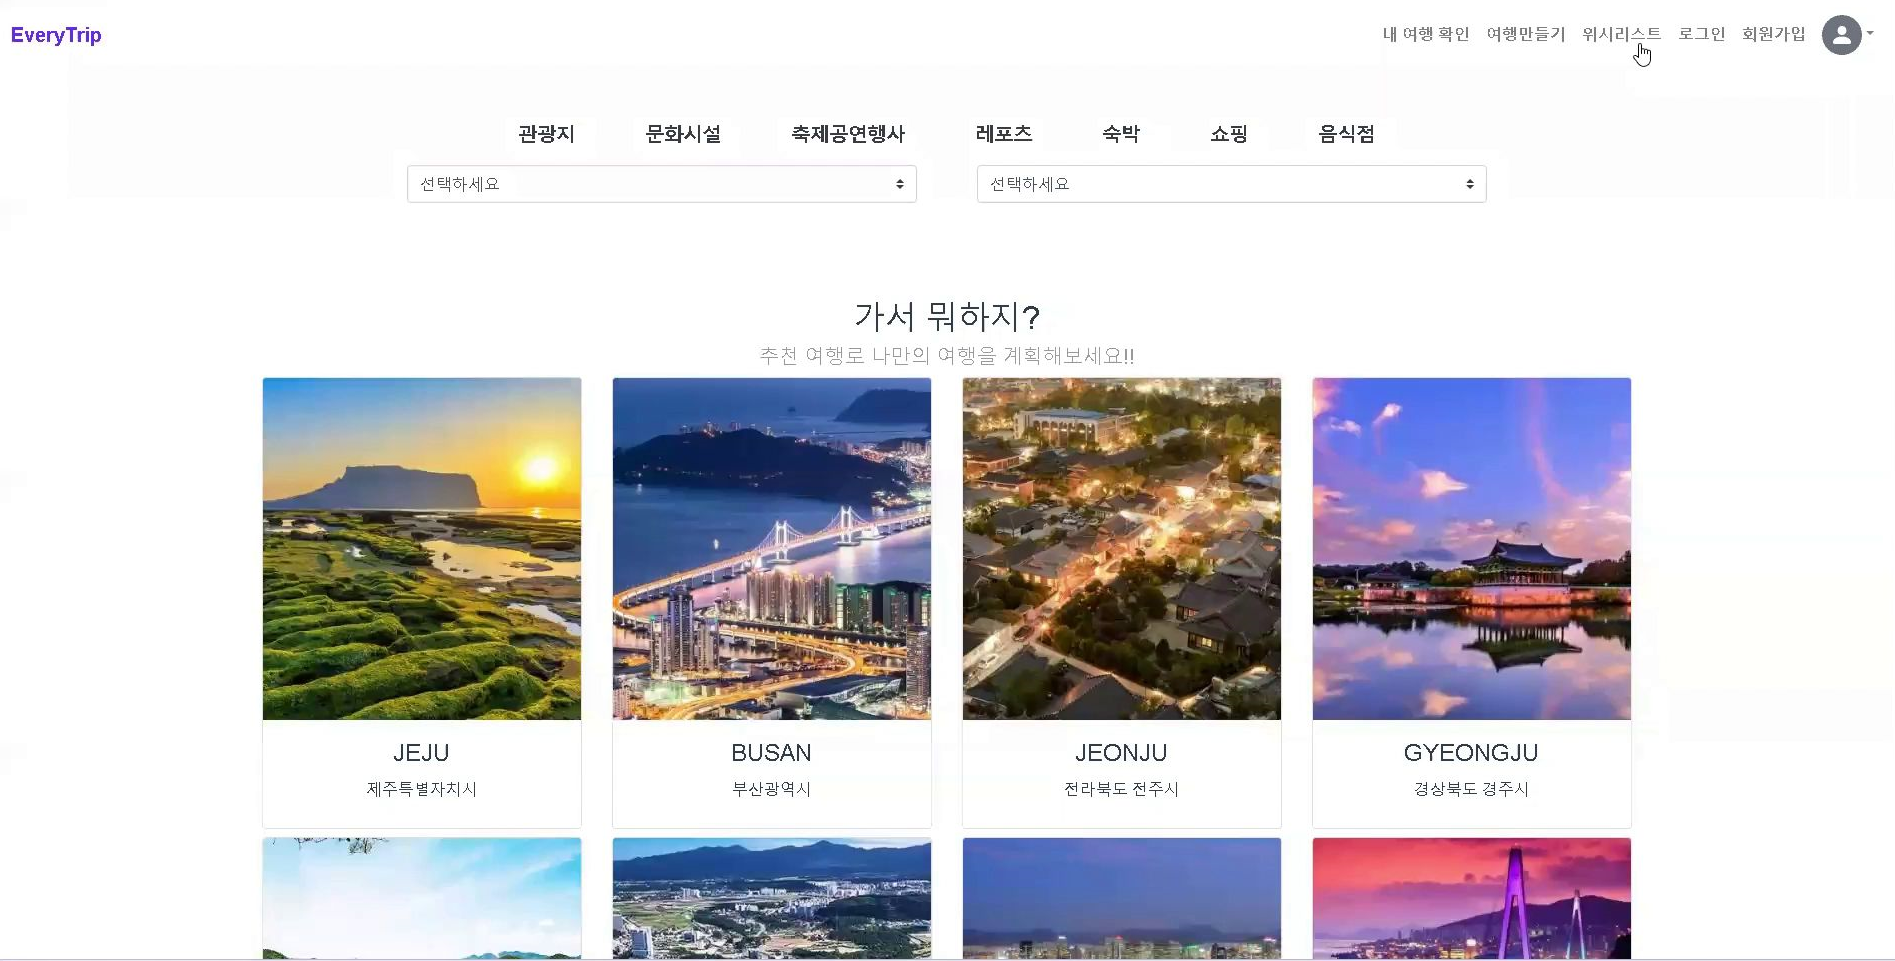 EveryTrip
내 여행 확인 여행만들기 위시리스트 로그인 회원가입
관광지 문화시설 축제공연행사 레포츠 숙박 쇼핑 음식점
선택하세요 선택하세요
가서 뭐하지?
추천 여행로 나만의 여행을 계획해보세요!!
JEJU BUSAN JEONJU GYEONGJU
제주특별자치시 부산광역시 전라북도 전주시 경상북도 경주시